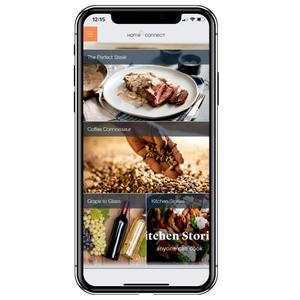 12:15
HOME CONNECT
The Perfect Steak
Coffee Connoisseur
Grape to Glass
Kitchen Stories
itchen Stori
anyone can cook